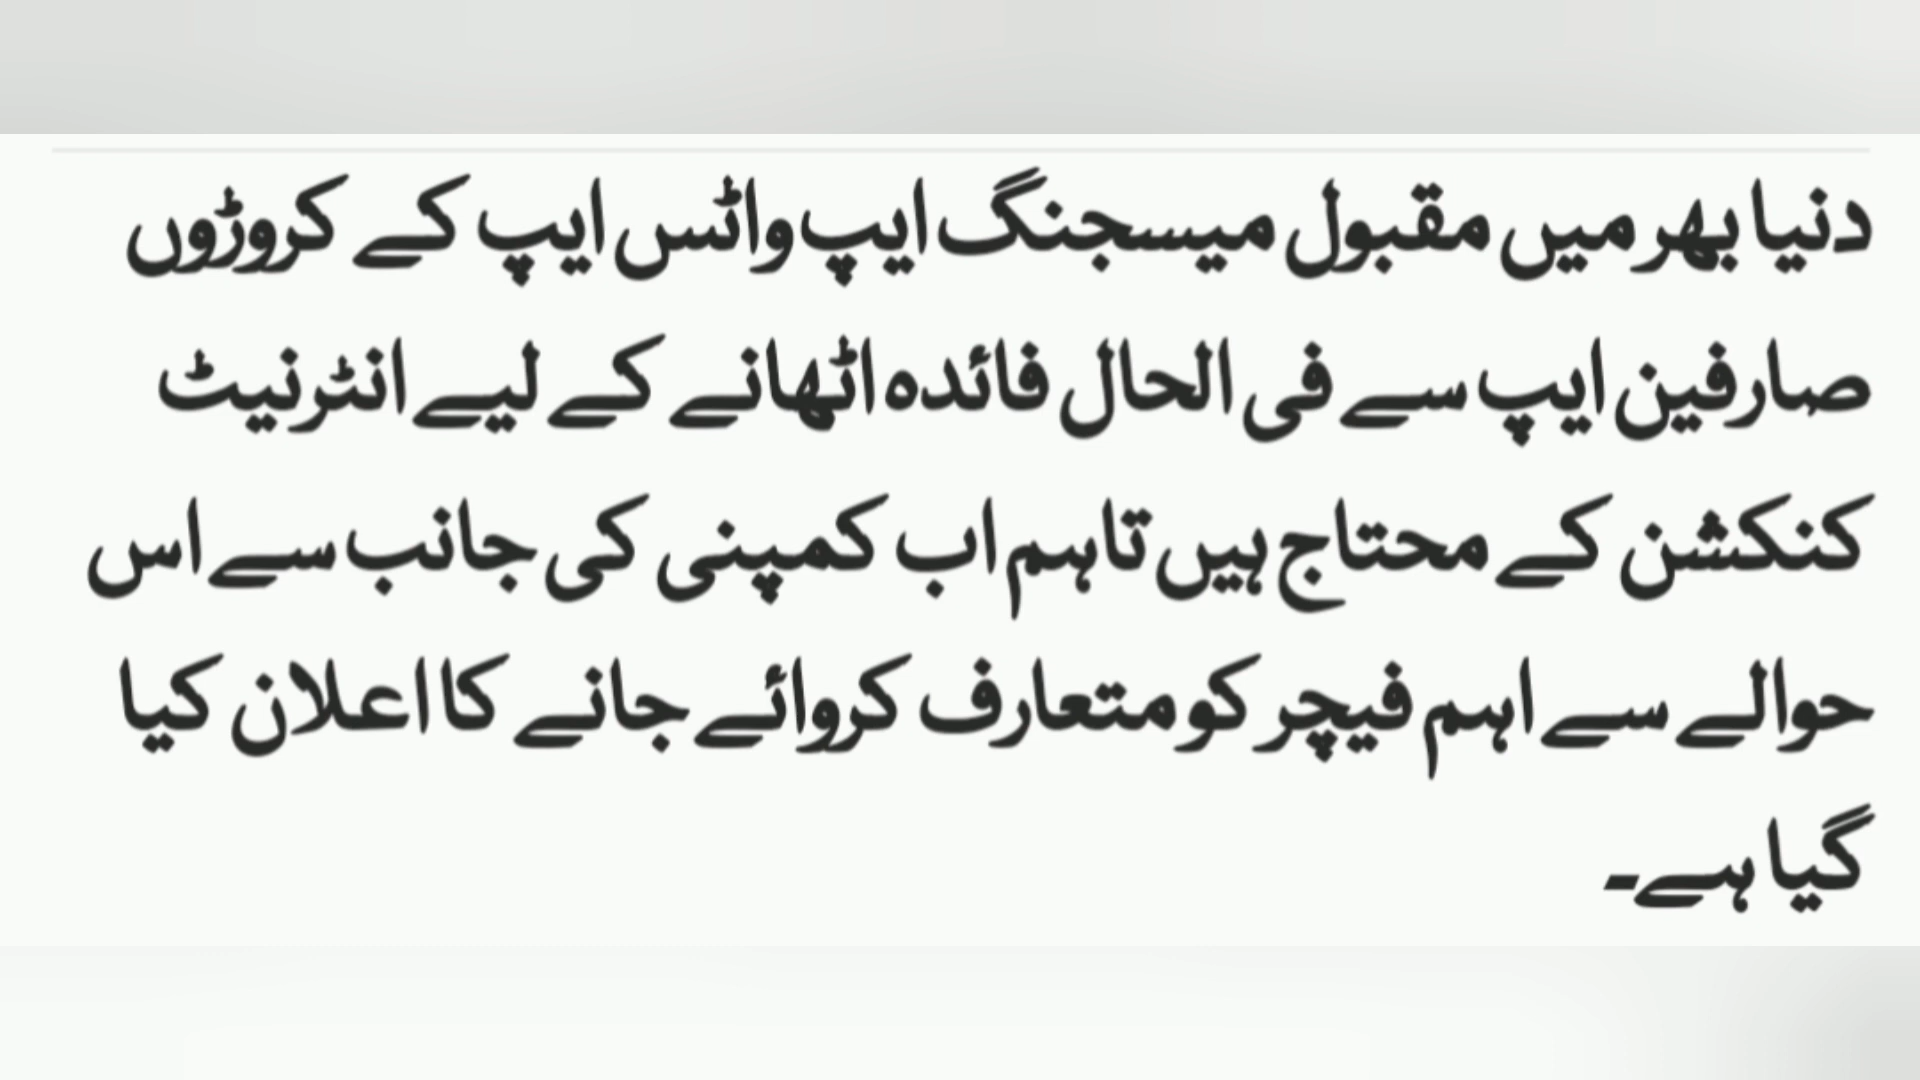 دنیا بھر میں مقبول میسجنگ ایپ واٹس ایپ کے کروڑوں
صارفین ایپ سے فی الحال فائدہ اٹھانے کے لیے انٹرنیٹ
کنکشن کے محتاج ہیں تاہم اب کمپنی کی جانب سے اس
حوالے سے اہم فیچر کو متعارف کروائے جانے کا اعلان کیا
گیا ہے۔